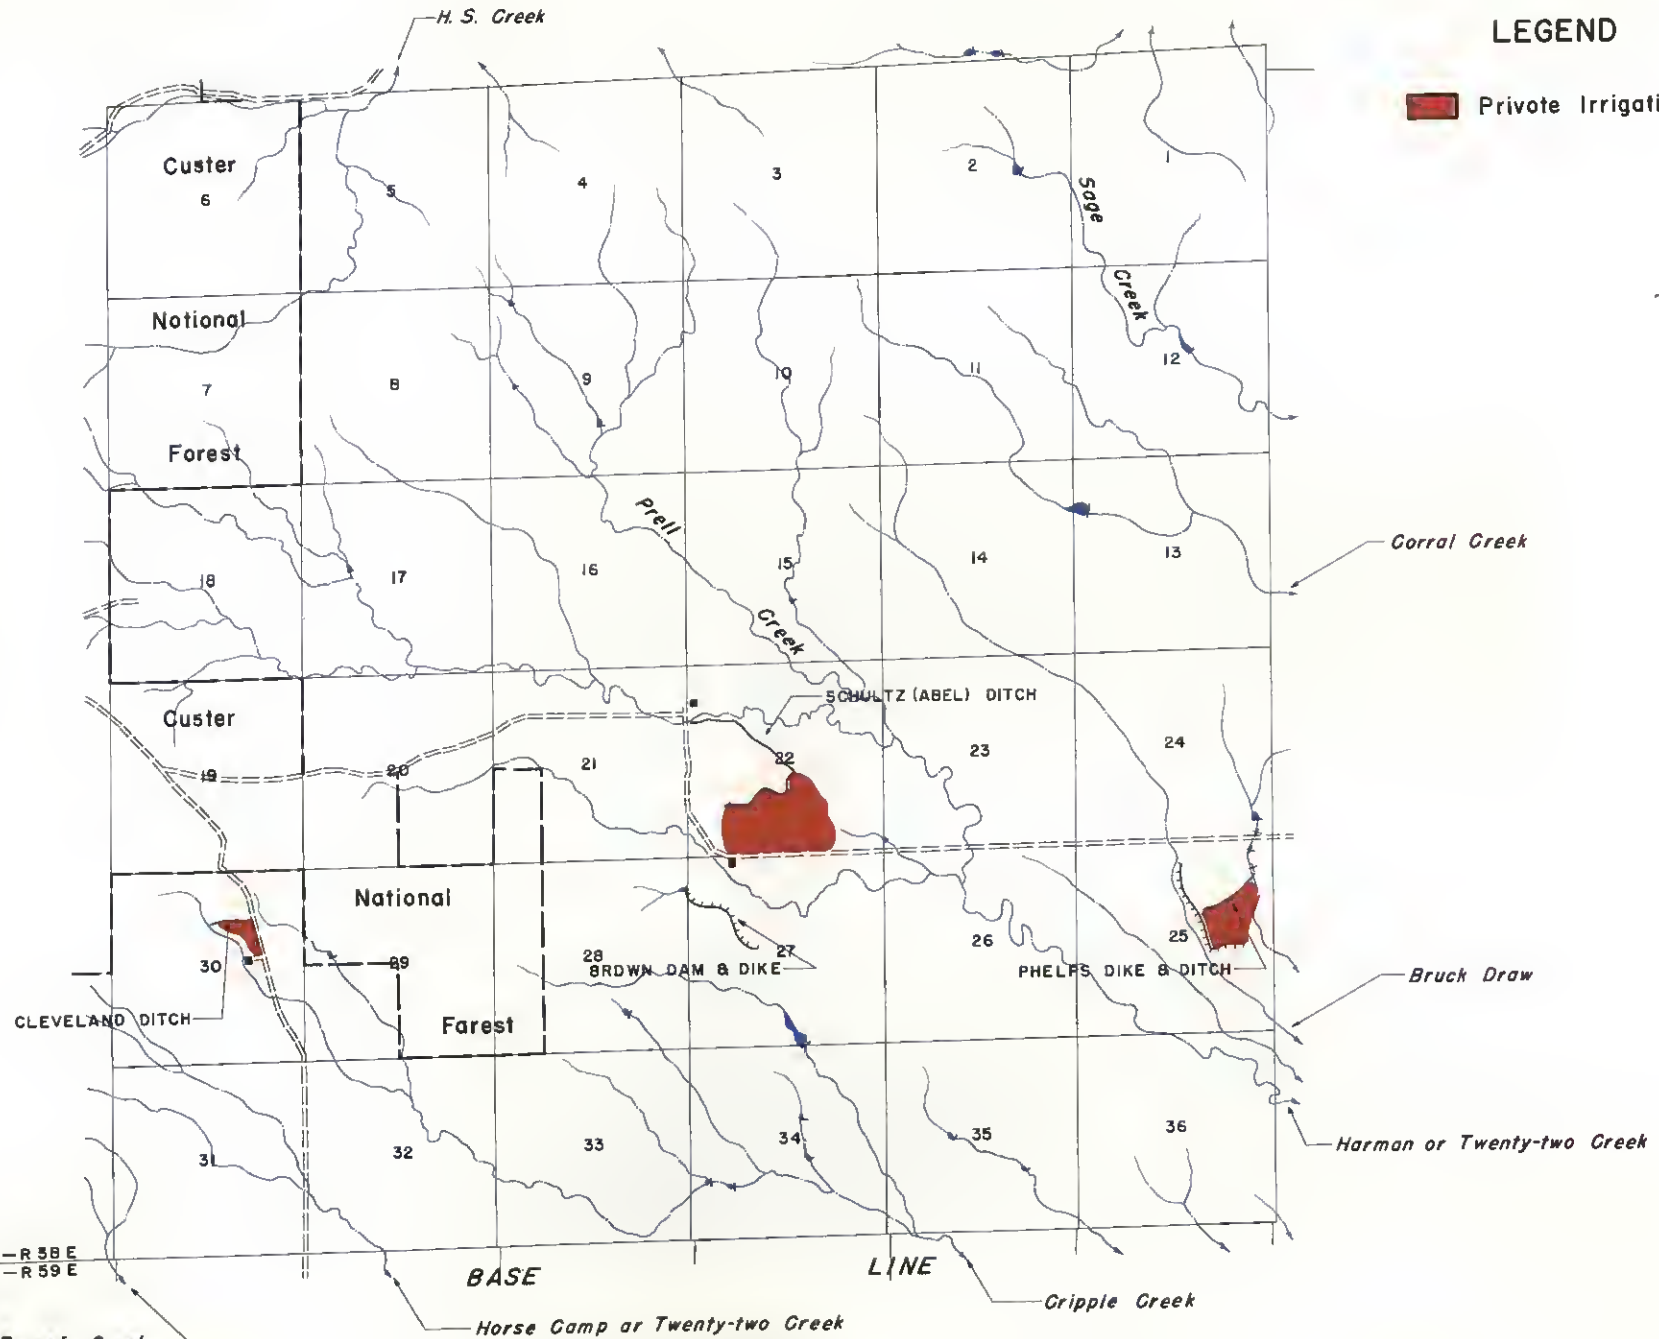 H. S. Creek
LEGEND
Private Irrigati
Custer
6
5
4
3
2
1
Sage
Creek
National
7
8
9
10
11
12
Forest
Prell
Creek
18
17
16
15
14
13
Corral Creek
Custer
SCHULTZ (ABEL) DITCH
19
20
21
22
23
24
National
30
29
28
27
26
25
BROWN DAM & DIKE
PHELPS DIKE & DITCH
Bruck Draw
CLEVELAND DITCH
Forest
31
32
33
34
35
36
Harman or Twenty-two Creek
R 58 E
R 59 E
BASE
LINE
Cripple Creek
Horse Camp or Twenty-two Creek